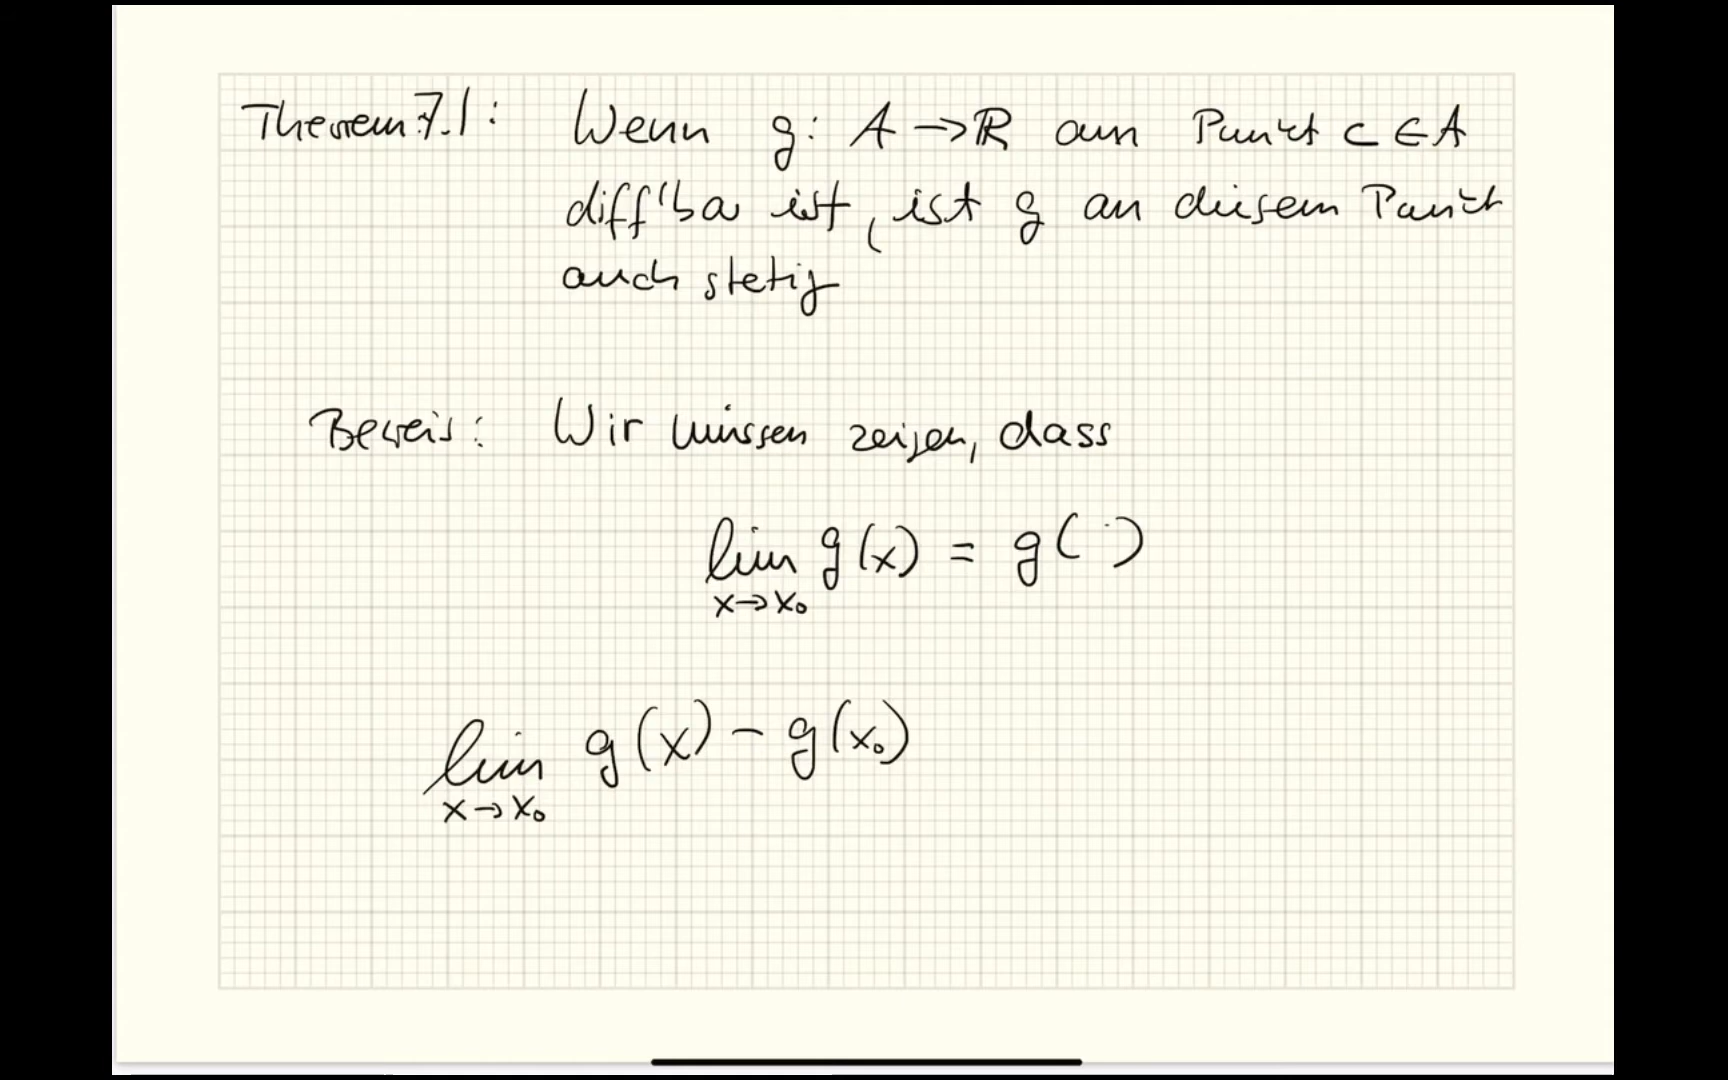 Theorem 7.1: Wenn g: A → ℝ am Punkt c ∈ A
diff'bar ist, ist g an diesem Punkt
auch stetig
Beweis: Wir müssen zeigen, dass
lim g(x) = g( )
x→x₀
lim g(x) - g(x₀)
x→x₀